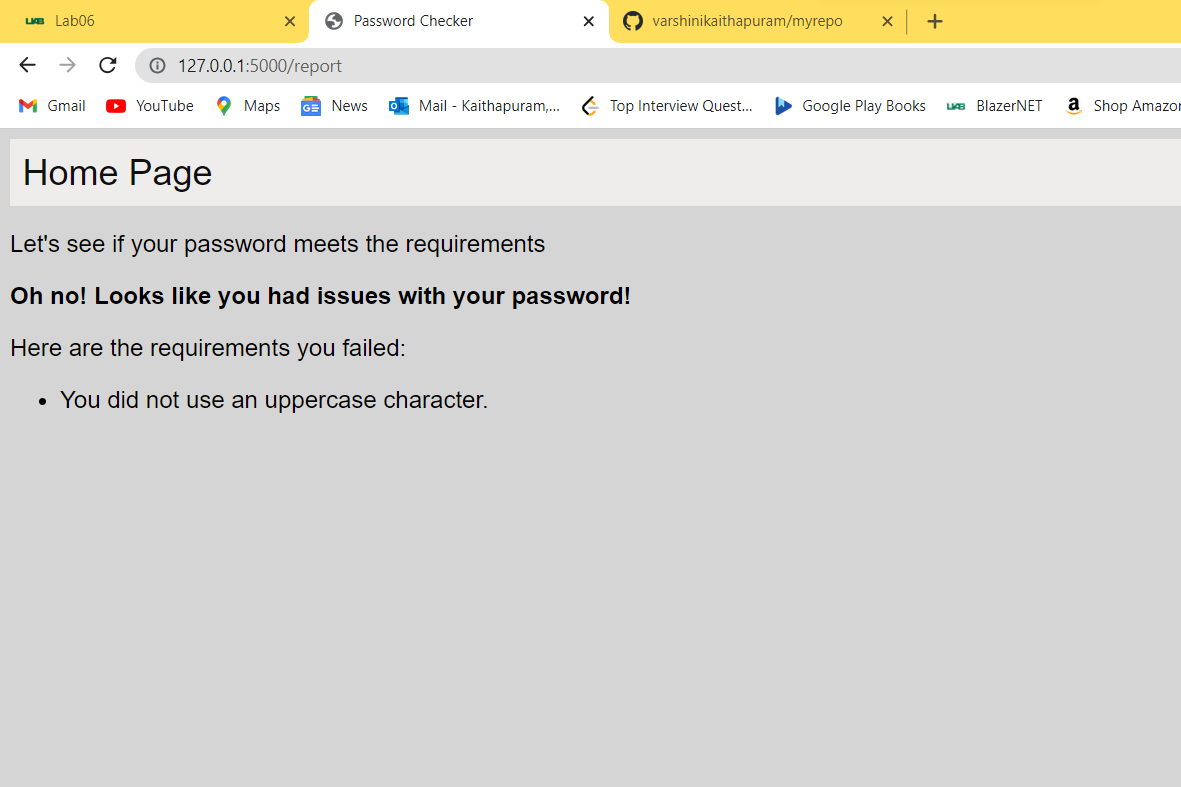 UAB Lab06 Password Checker varshinikaithapuram/myrepo
127.0.0.1:5000/report
Gmail YouTube Maps GE News Mail - Kaithapuram,... Top Interview Quest... Google Play Books UAB BlazerNET a Shop Amazon
Home Page
Let's see if your password meets the requirements
Oh no! Looks like you had issues with your password!
Here are the requirements you failed:
• You did not use an uppercase character.